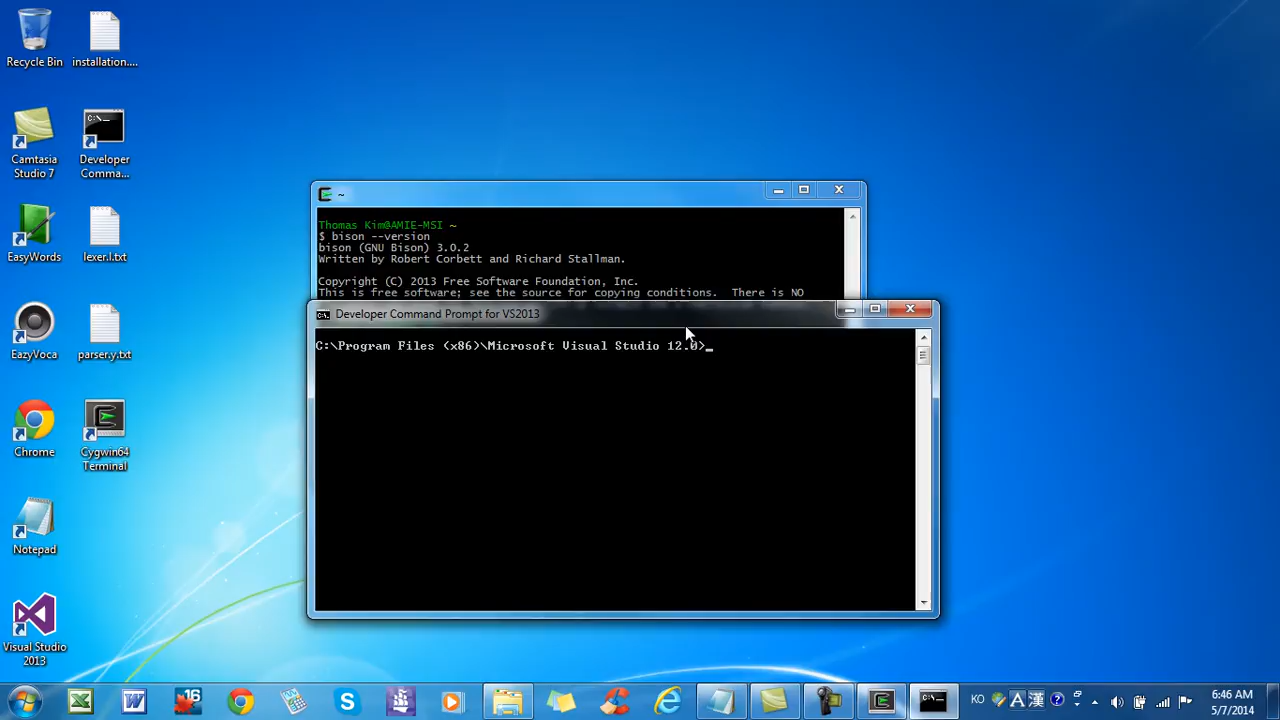 Recycle Bin
installation....
Camtasia
Studio 7
Developer
Comma...
EasyWords
lexer.l.txt
EazyVoca
parser.y.txt
Chrome
Cygwin64
Terminal
Notepad
Visual Studio
2013
~
Thomas Kim@AMIE-MSI ~
$ bison --version
bison (GNU Bison) 3.0.2
Written by Robert Corbett and Richard Stallman.
Copyright (C) 2013 Free Software Foundation, Inc.
This is free software; see the source for copying conditions.  There is NO
C:\_
Developer Command Prompt for VS2013
C:\Program Files (x86)\Microsoft Visual Studio 12.0>_
16
KO
A
漢
6:46 AM
5/7/2014